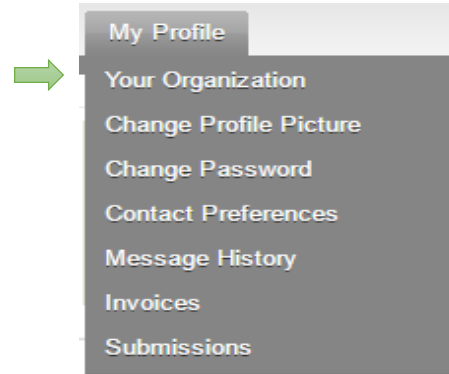 My Profile
Your Organization
Change Profile Picture
Change Password
Contact Preferences
Message History
Invoices
Submissions